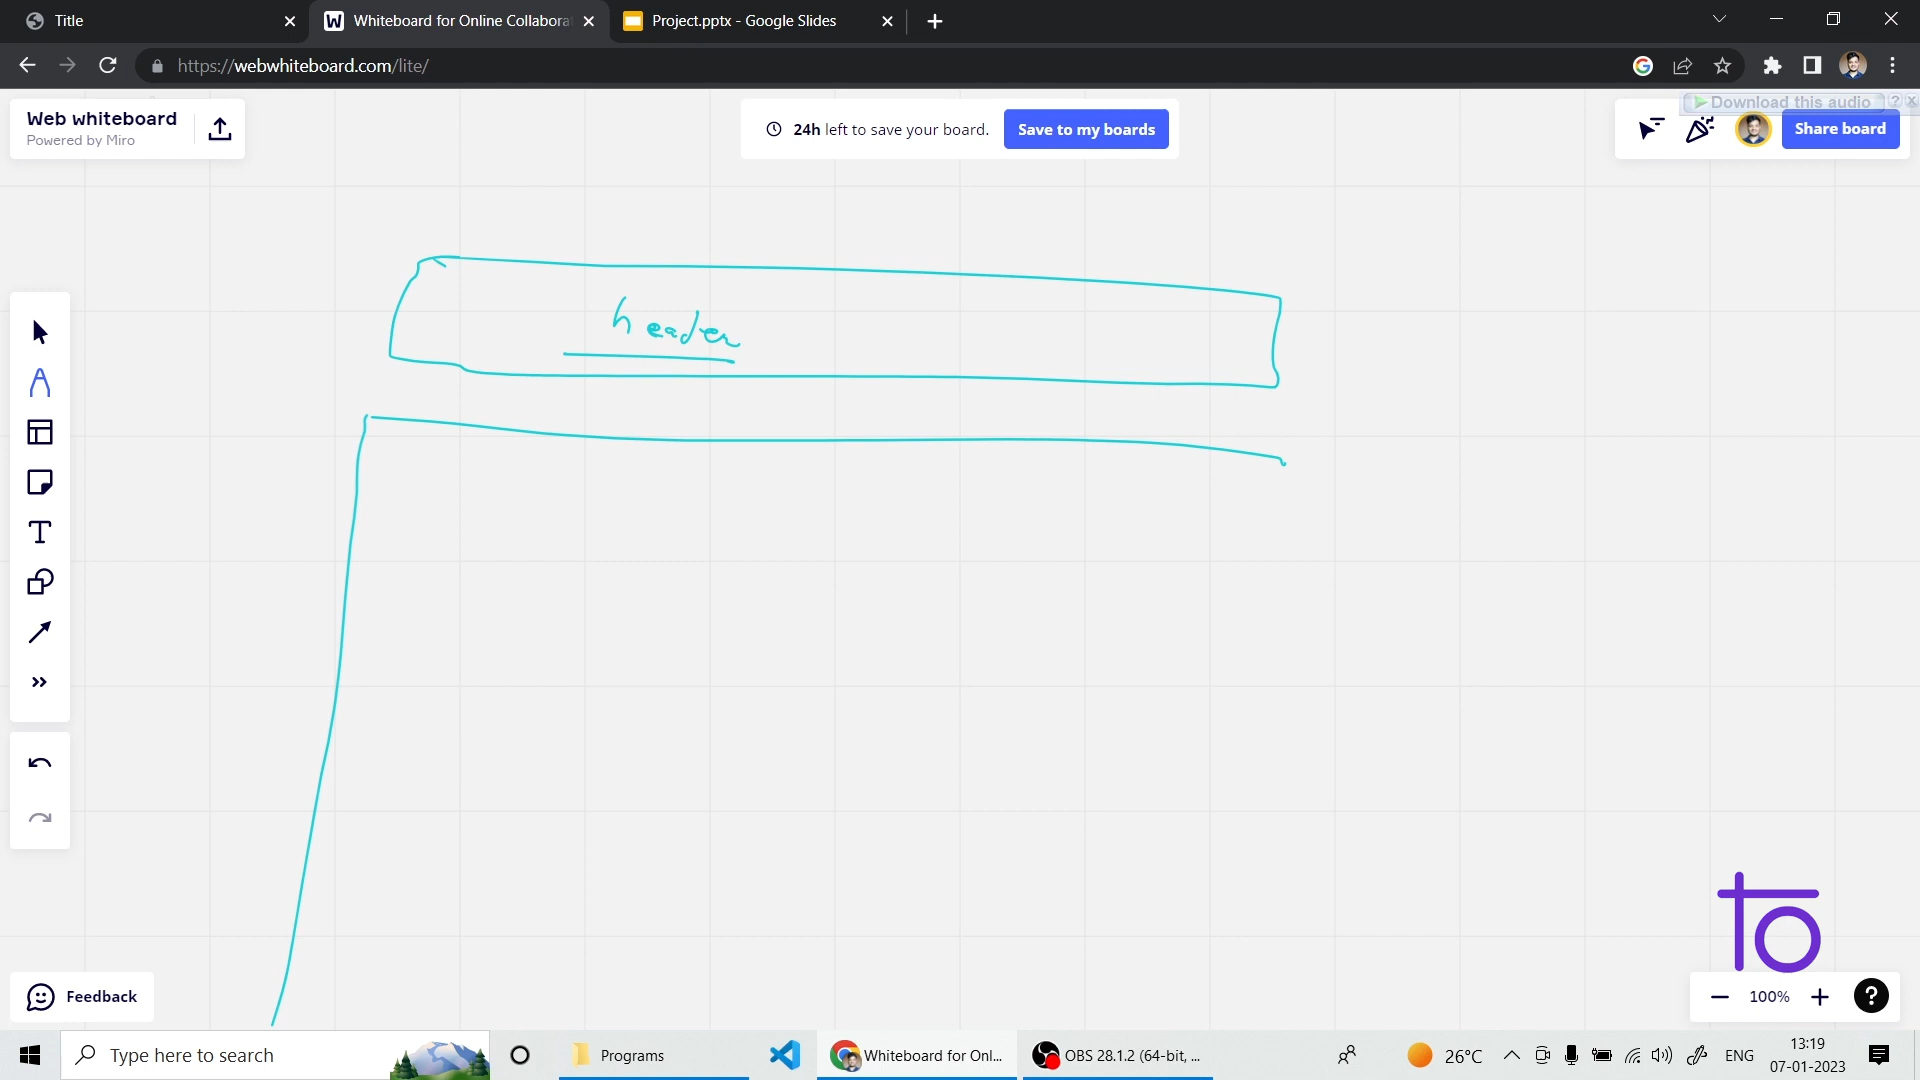 Title
Whiteboard for Online Collabora
Project.pptx - Google Slides
https://webwhiteboard.com/lite/
Download this audio
Web whiteboard
Powered by Miro
24h left to save your board.
Save to my boards
Share board
header
Feedback
to
100%
Type here to search
Programs
Whiteboard for Onl...
OBS 28.1.2 (64-bit, ...
26°C
ENG
13:19
07-01-2023